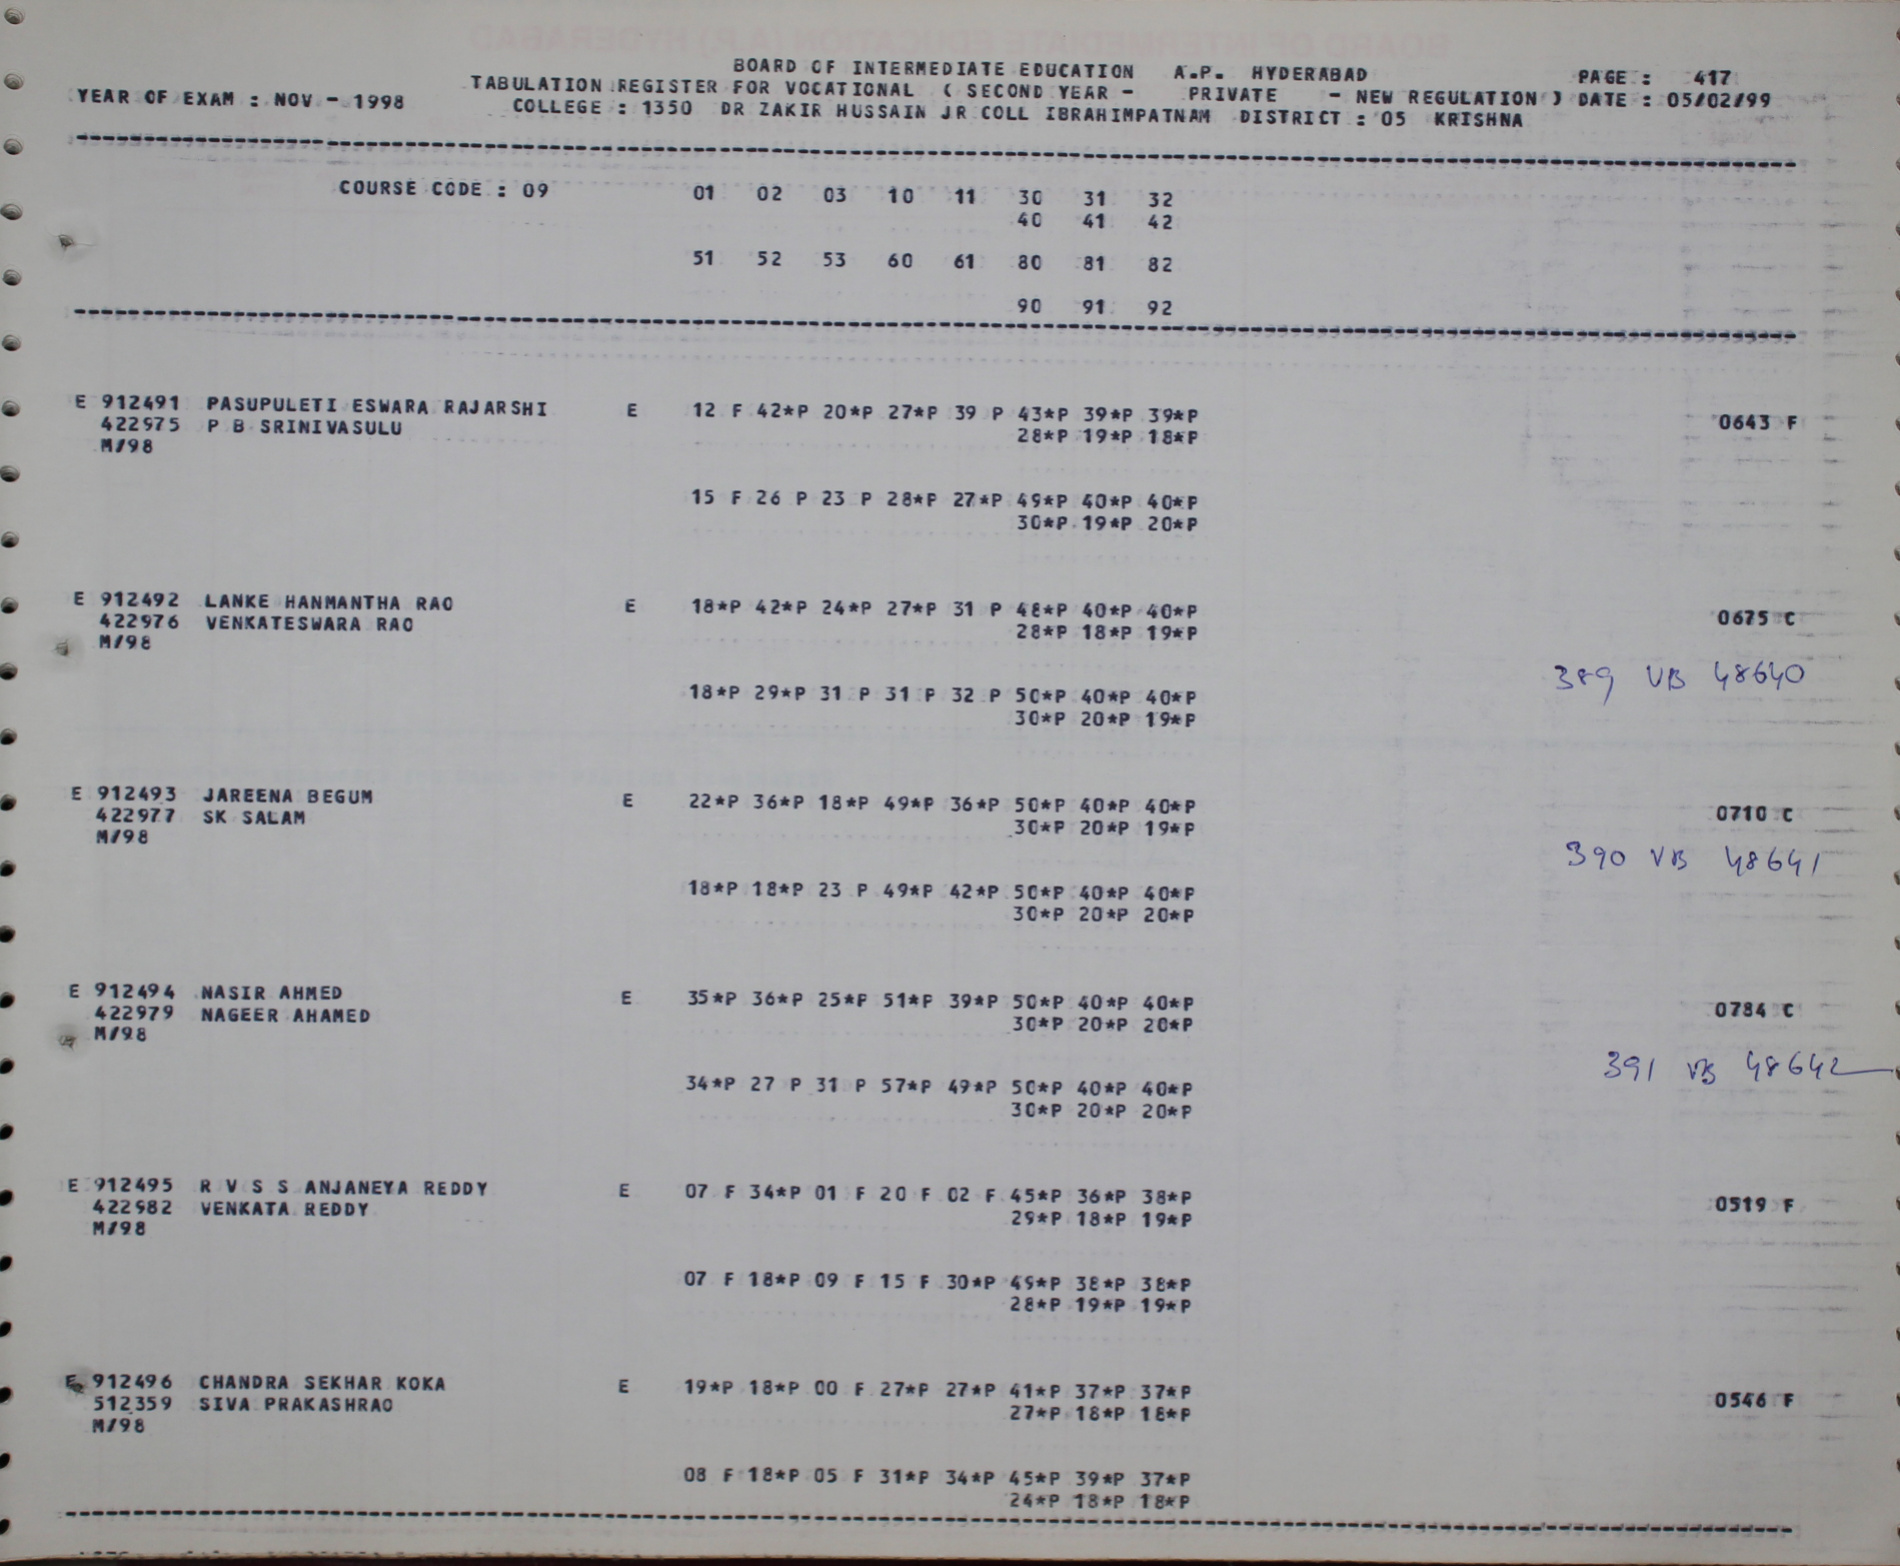 BOARD OF INTERMEDIATE EDUCATION A.P. HYDERABAD PAGE : 417
YEAR OF EXAM : NOV - 1998 TABULATION REGISTER FOR VOCATIONAL ( SECOND YEAR - PRIVATE - NEW REGULATION ) DATE : 05/02/99
COLLEGE : 1350 DR ZAKIR HUSSAIN JR COLL IBRAHIMPATNAM DISTRICT : 05 KRISHNA
COURSE CODE : 09 01 02 03 10 11 30 31 32
40 41 42
51 52 53 60 61 80 81 82
90 91 92
E 912491 PASUPULETI ESWARA RAJARSHI E 12 F 42*P 20*P 27*P 39 P 43*P 39*P 39*P 0643 F
422975 P B SRINIVASULU 28*P 19*P 18*P
M/98
15 F 26 P 23 P 28*P 27*P 49*P 40*P 40*P
30*P 19*P 20*P
E 912492 LANKE HANMANTHA RAO E 18*P 42*P 24*P 27*P 31 P 48*P 40*P 40*P 0675 C
422976 VENKATESWARA RAO 28*P 18*P 19*P
M/98
389 VB 48640
18*P 29*P 31 P 31 P 32 P 50*P 40*P 40*P
30*P 20*P 19*P
E 912493 JAREENA BEGUM E 22*P 36*P 18*P 49*P 36*P 50*P 40*P 40*P 0710 C
422977 SK SALAM 30*P 20*P 19*P
M/98
390 VB 48641
18*P 18*P 23 P 49*P 42*P 50*P 40*P 40*P
30*P 20*P 20*P
E 912494 NASIR AHMED E 35*P 36*P 25*P 51*P 39*P 50*P 40*P 40*P 0784 C
422979 NAGEER AHAMED 30*P 20*P 20*P
M/98
391 VB 48642
34*P 27 P 31 P 57*P 49*P 50*P 40*P 40*P
30*P 20*P 20*P
E 912495 R V S S ANJANEYA REDDY E 07 F 34*P 01 F 20 F 02 F 45*P 36*P 38*P 0519 F
422982 VENKATA REDDY 29*P 18*P 19*P
M/98
07 F 18*P 09 F 15 F 30*P 49*P 38*P 38*P
28*P 19*P 19*P
E 912496 CHANDRA SEKHAR KOKA E 19*P 18*P 00 F 27*P 27*P 41*P 37*P 37*P 0546 F
512359 SIVA PRAKASHRAO 27*P 18*P 18*P
M/98
08 F 18*P 05 F 31*P 34*P 45*P 39*P 37*P
24*P 18*P 18*P